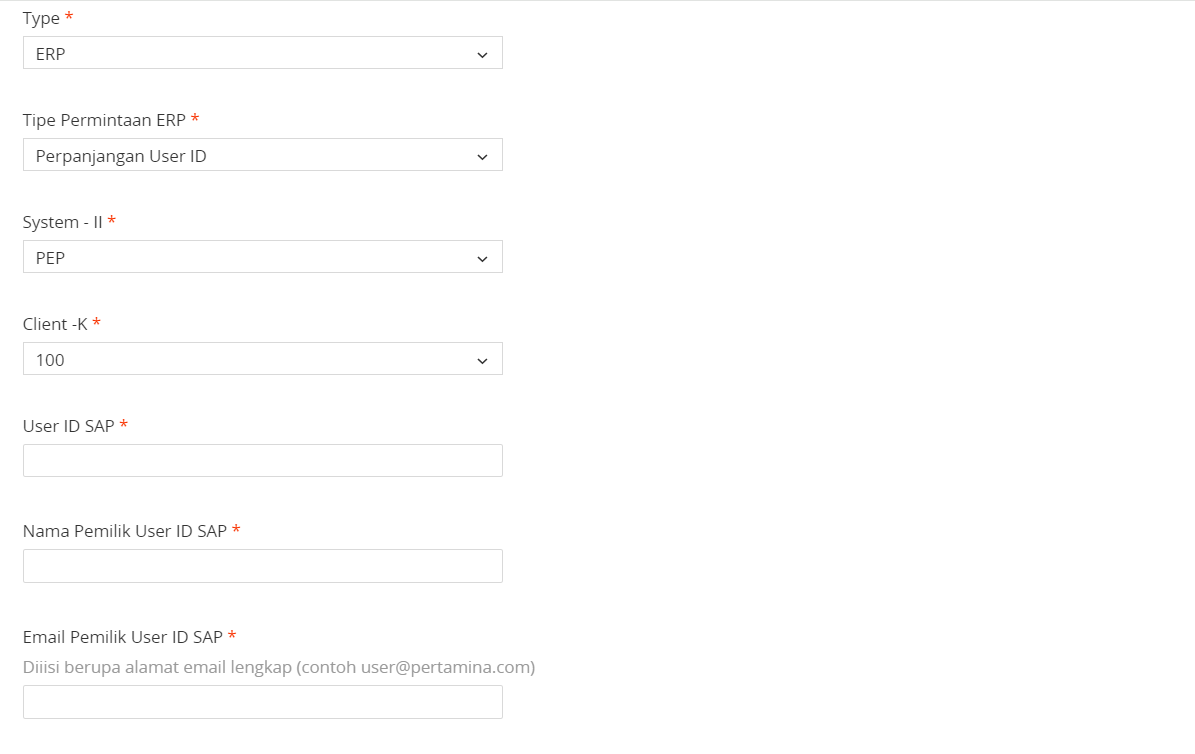 Type *
ERP
Tipe Permintaan ERP *
Perpanjangan User ID
System - II *
PEP
Client -K *
100
User ID SAP *
Nama Pemilik User ID SAP *
Email Pemilik User ID SAP *
Diiisi berupa alamat email lengkap (contoh user@pertamina.com)